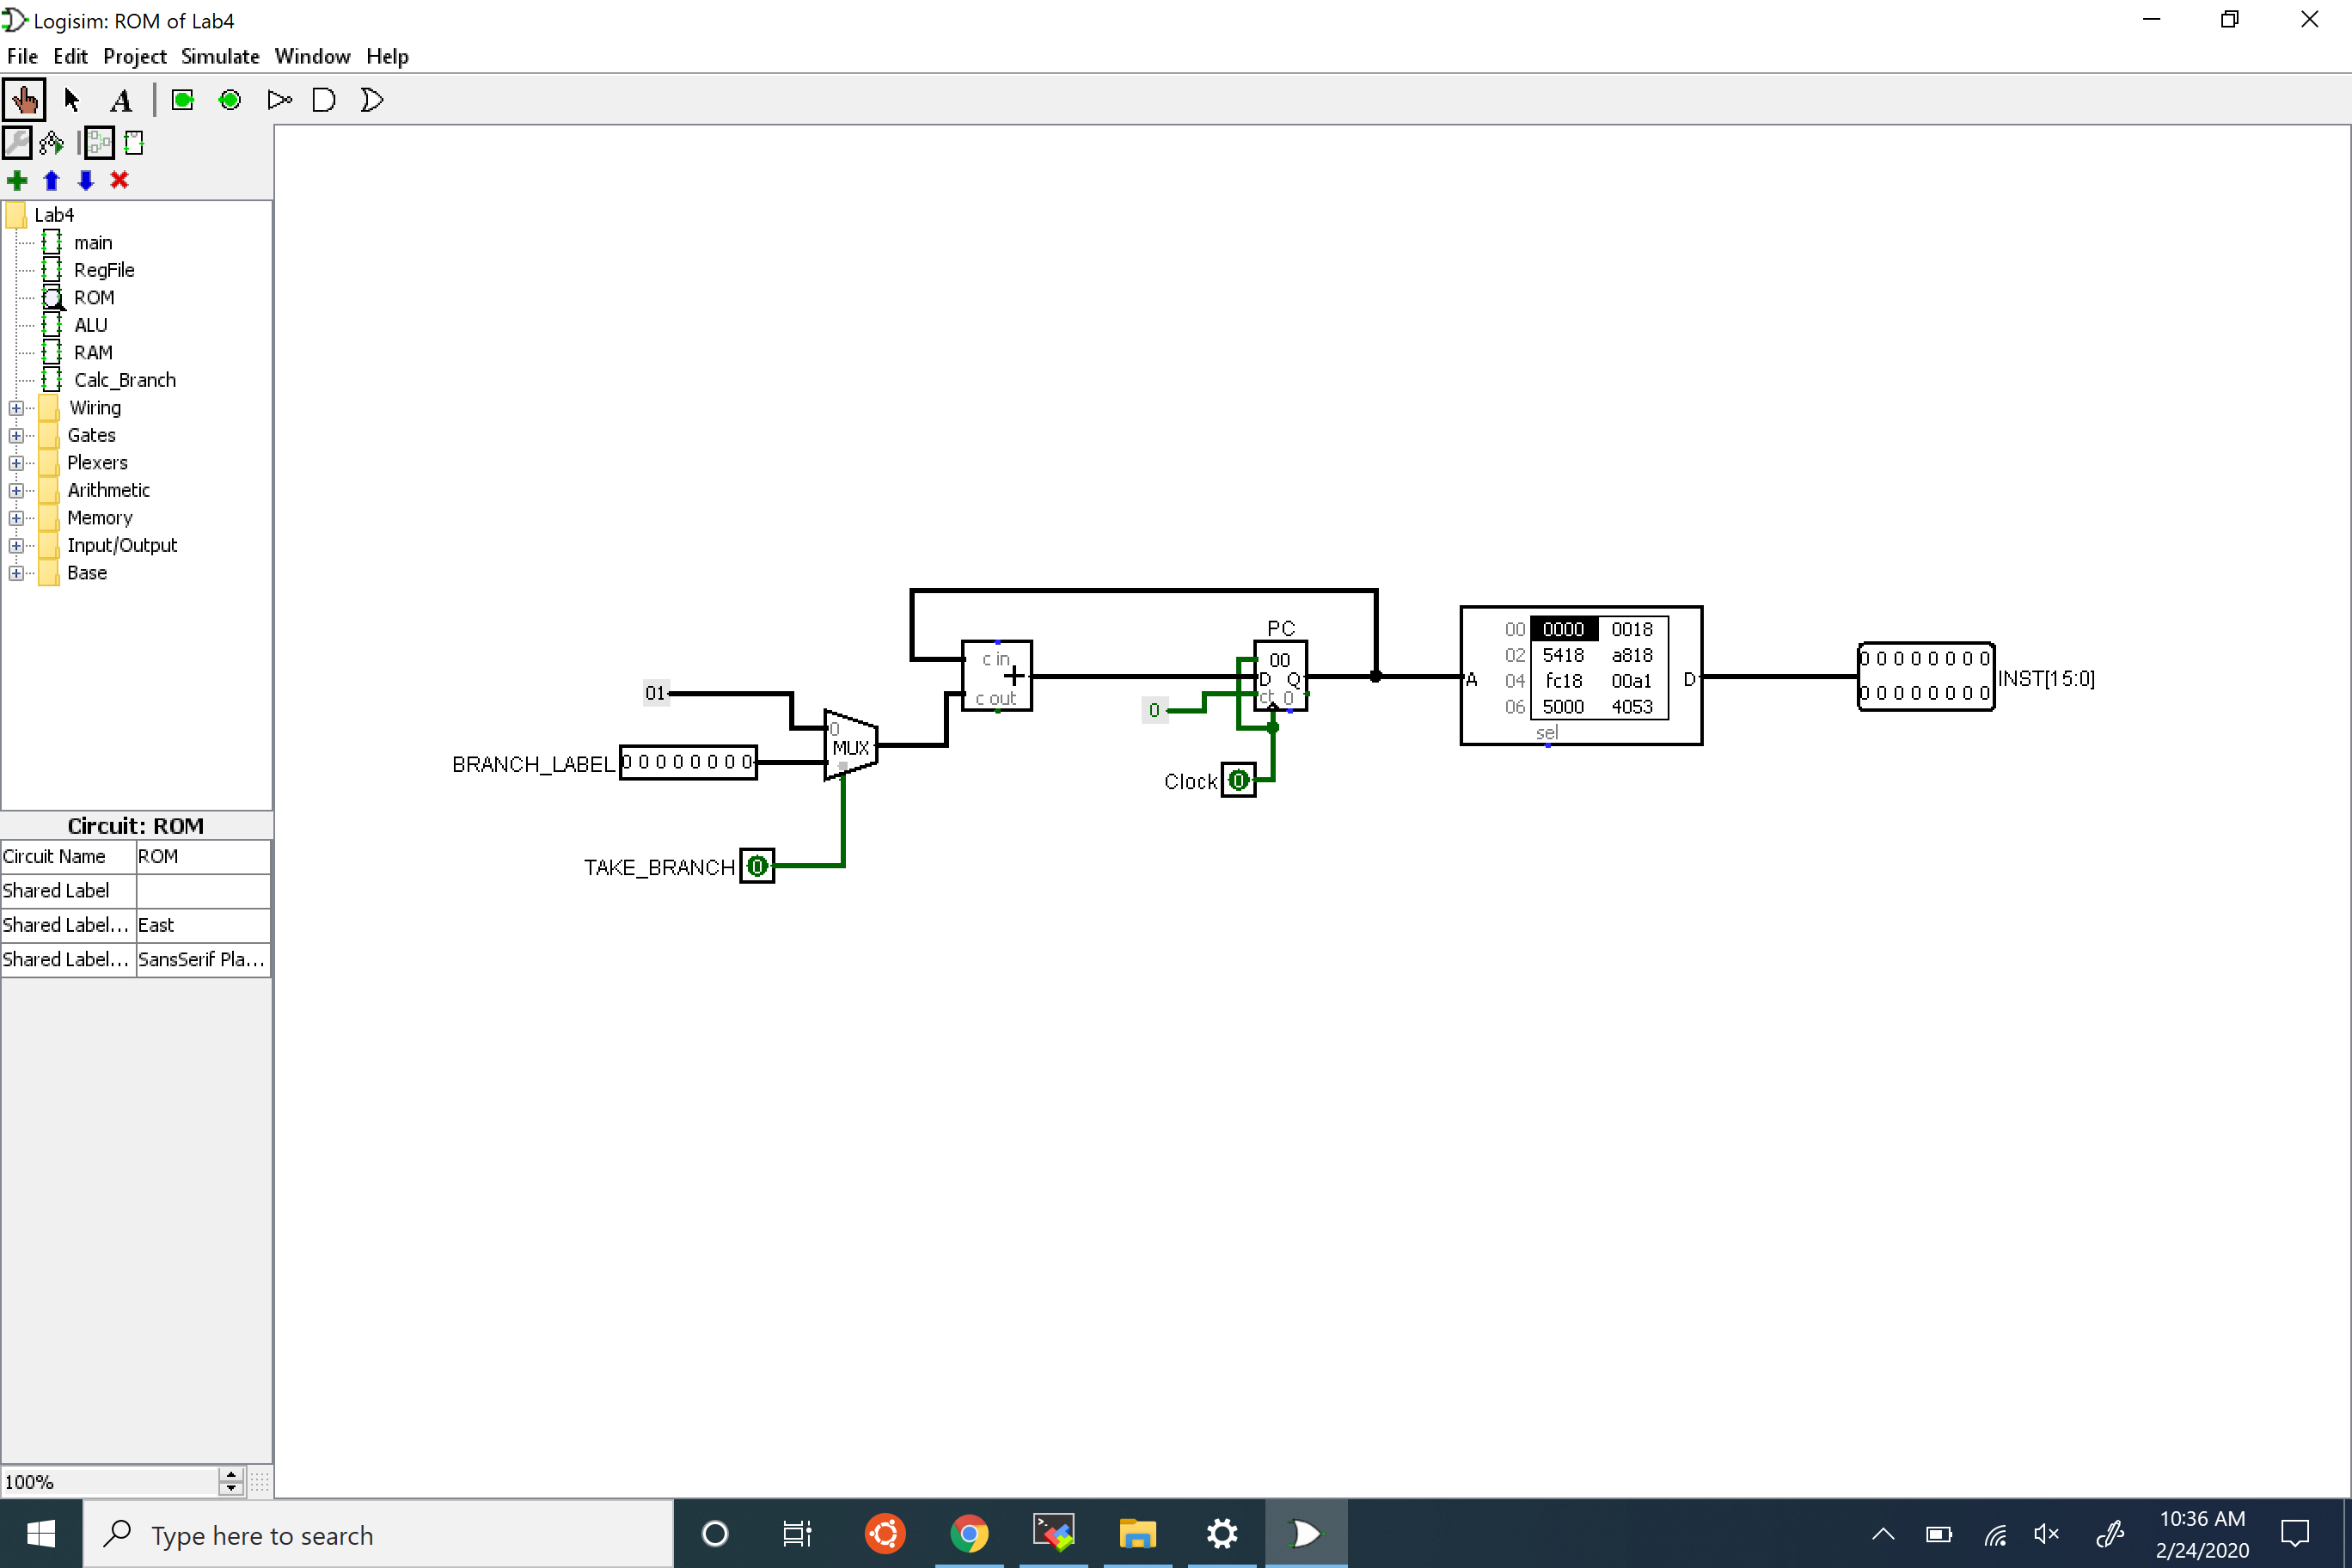 Logisim: ROM of Lab4
File Edit Project Simulate Window Help
A
Lab4
main
RegFile
ROM
ALU
RAM
Calc_Branch
Wiring
Gates
Plexers
Arithmetic
Memory
Input/Output
Base
Circuit: ROM
Circuit Name ROM
Shared Label
Shared Label... East
Shared Label... SansSerif Pla...
100%
01
BRANCH_LABEL 0 0 0 0 0 0 0 0
TAKE_BRANCH 0
0
MUX
c in
+
c out
PC
00
D Q
ct 0
0
Clock 0
A
00 0000 0018
02 5418 a818
04 fc18 00a1
06 5000 4053
sel
D
0 0 0 0 0 0 0 0
0 0 0 0 0 0 0 0
INST[15:0]
Type here to search
10:36 AM
2/24/2020